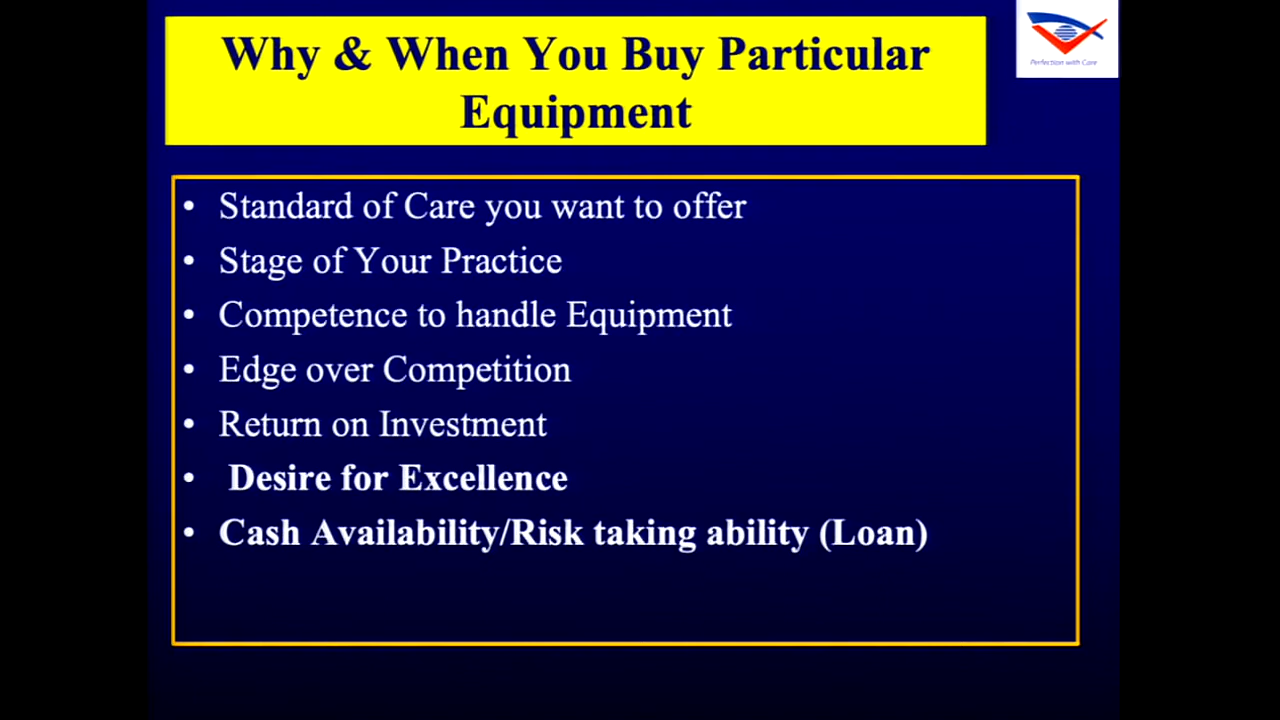 Why & When You Buy Particular
Equipment
Perfection with Care
• Standard of Care you want to offer
• Stage of Your Practice
• Competence to handle Equipment
• Edge over Competition
• Return on Investment
• Desire for Excellence
• Cash Availability/Risk taking ability (Loan)